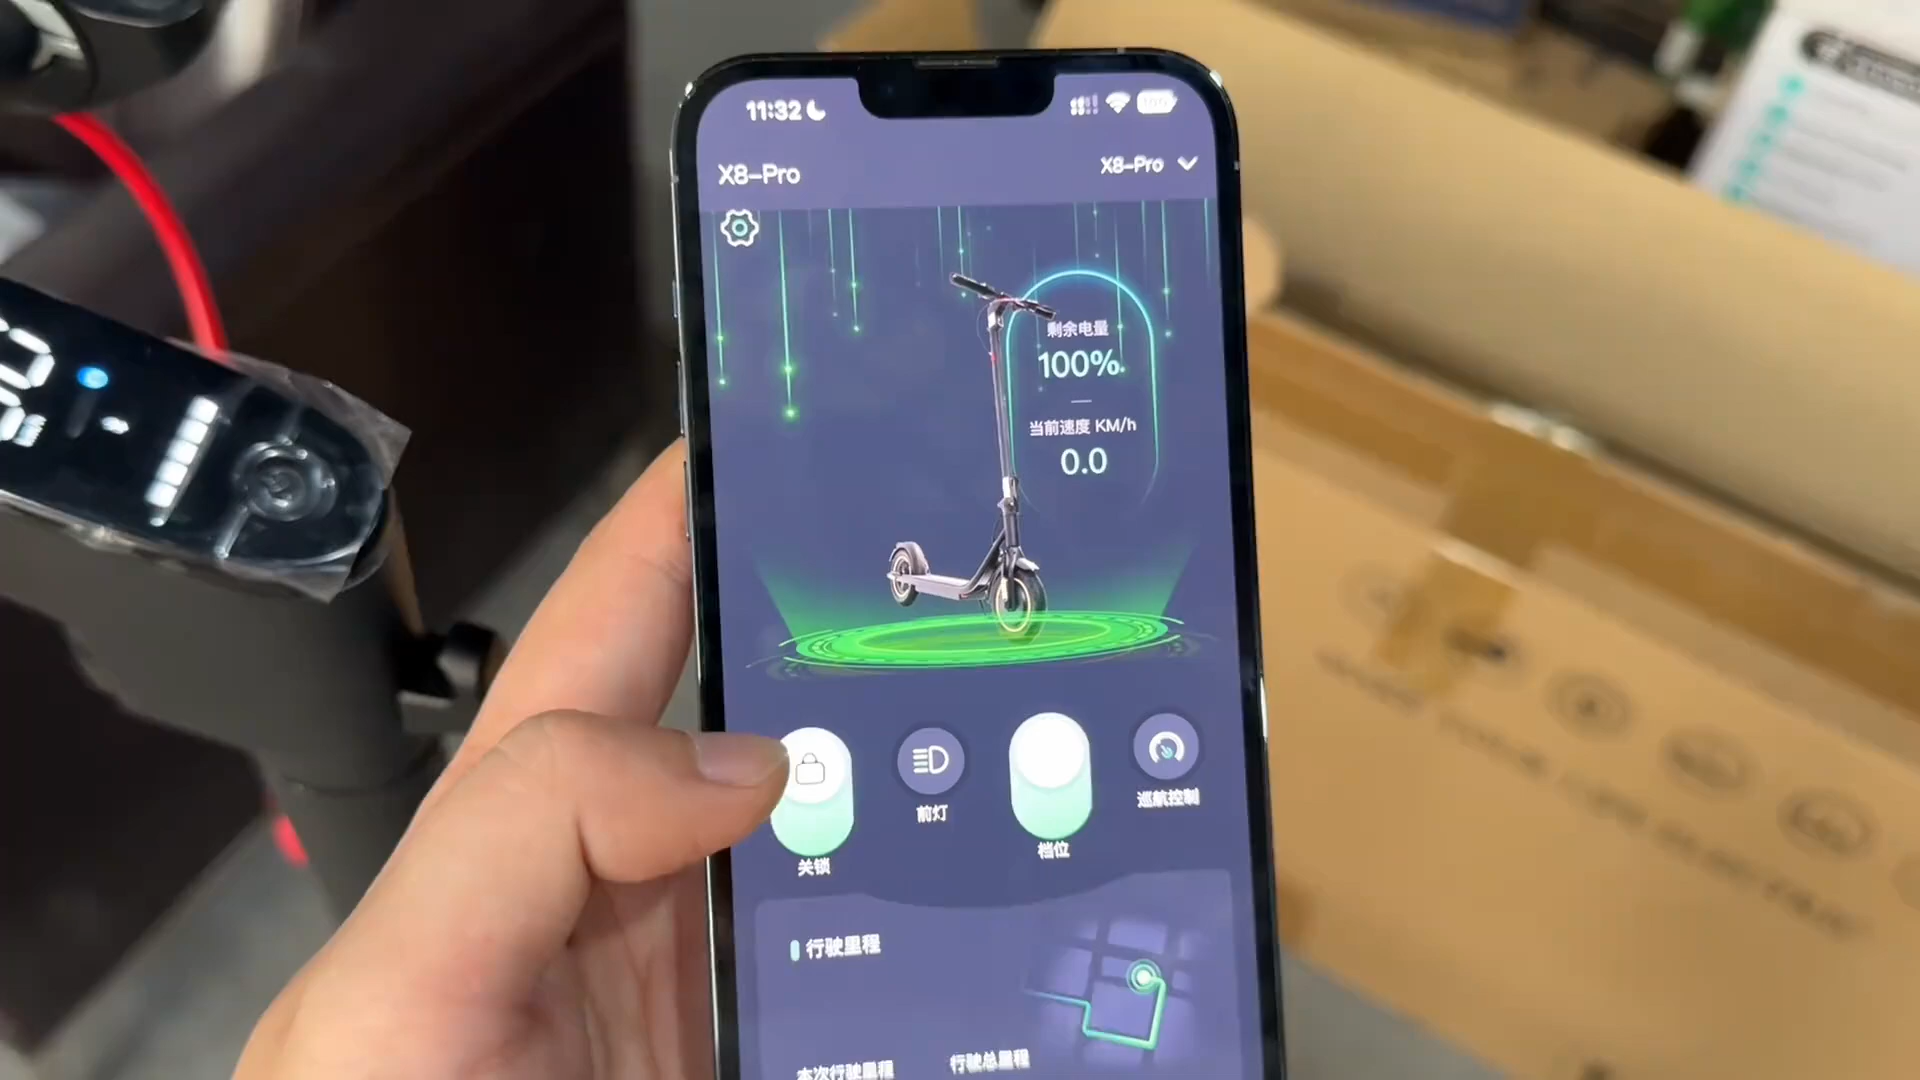 11:32
100
X8-Pro
X8-Pro
剩余电量
100%
当前速度 KM/h
0.0
关锁
前灯
档位
巡航控制
行驶里程
本次行驶里程
行驶总里程